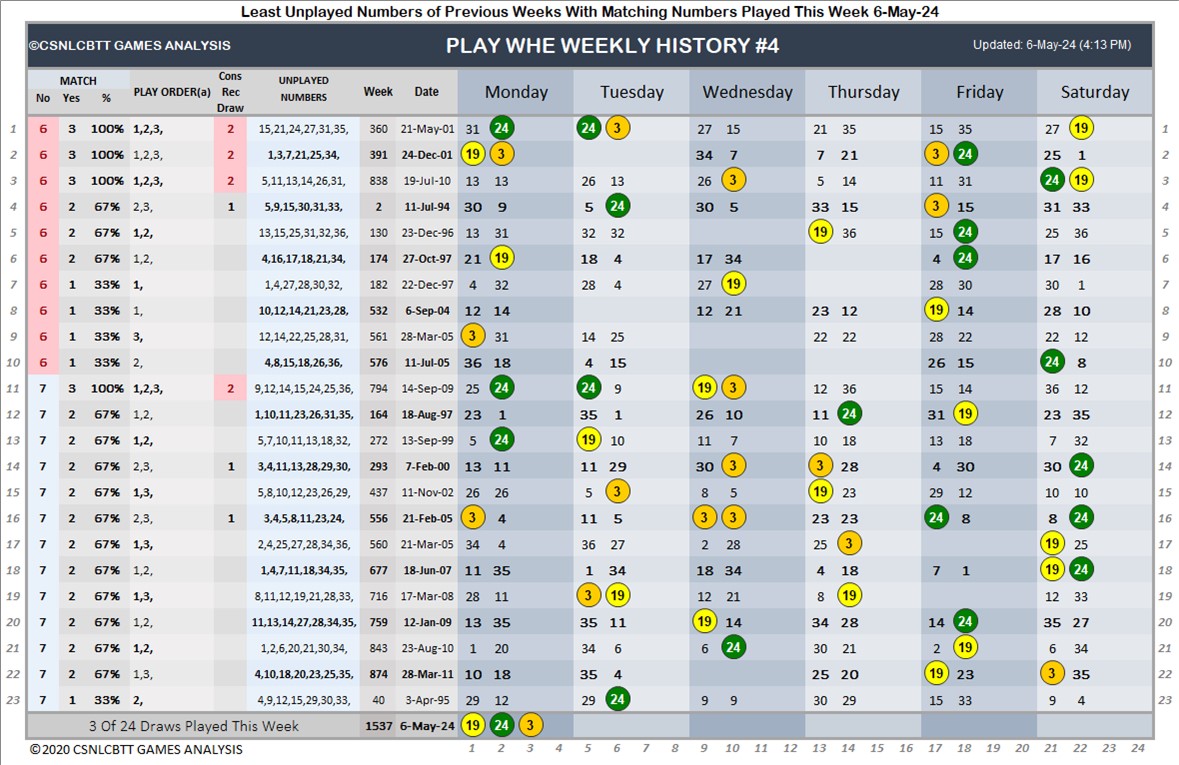 Least Unplayed Numbers of Previous Weeks With Matching Numbers Played This Week 6-May-24
©CSNLCBTT GAMES ANALYSIS PLAY WHE WEEKLY HISTORY #4 Updated: 6-May-24 (4:13 PM)
MATCH PLAY ORDER(a) Cons Rec Draw UNPLAYED NUMBERS Week Date Monday Tuesday Wednesday Thursday Friday Saturday
No Yes %
1 6 3 100% 1,2,3, 2 15,21,24,27,31,35, 360 21-May-01 31 24 24 3 27 15 21 35 15 35 27 19 1
2 6 3 100% 1,2,3, 2 1,3,7,21,25,34, 391 24-Dec-01 19 3 34 7 7 21 3 24 25 1 2
3 6 3 100% 1,2,3, 2 5,11,13,14,26,31, 838 19-Jul-10 13 13 26 13 26 3 5 14 11 31 24 19 3
4 6 2 67% 2,3, 1 5,9,15,30,31,33, 2 11-Jul-94 30 9 5 24 30 5 33 15 3 15 31 33 4
5 6 2 67% 1,2, 13,15,25,31,32,36, 130 23-Dec-96 13 31 32 32 19 36 15 24 25 36 5
6 6 2 67% 1,2, 4,16,17,18,21,34, 174 27-Oct-97 21 19 18 4 17 34 4 24 17 16 6
7 6 1 33% 1, 1,4,27,28,30,32, 182 22-Dec-97 4 32 28 4 27 19 28 30 30 1 7
8 6 1 33% 1, 10,12,14,21,23,28, 532 6-Sep-04 12 14 12 21 23 12 19 14 28 10 8
9 6 1 33% 3, 12,14,22,25,28,31, 561 28-Mar-05 3 31 14 25 22 22 28 22 22 12 9
10 6 1 33% 2, 4,8,15,18,26,36, 576 11-Jul-05 36 18 4 15 26 15 24 8 10
11 7 3 100% 1,2,3, 2 9,12,14,15,24,25,36, 794 14-Sep-09 25 24 24 9 19 3 12 36 15 14 36 12 11
12 7 2 67% 1,2, 1,10,11,23,26,31,35, 164 18-Aug-97 23 1 35 1 26 10 11 24 31 19 23 35 12
13 7 2 67% 1,2, 5,7,10,11,13,18,32, 272 13-Sep-99 5 24 19 10 11 7 10 18 13 18 7 32 13
14 7 2 67% 2,3, 1 3,4,11,13,28,29,30, 293 7-Feb-00 13 11 11 29 30 3 3 28 4 30 30 24 14
15 7 2 67% 1,3, 5,8,10,12,23,26,29, 437 11-Nov-02 26 26 5 3 8 5 19 23 29 12 10 10 15
16 7 2 67% 2,3, 1 3,4,5,8,11,23,24, 556 21-Feb-05 3 4 11 5 3 3 23 23 24 8 8 24 16
17 7 2 67% 1,3, 2,4,25,27,28,34,36, 560 21-Mar-05 34 4 36 27 2 28 25 3 19 25 17
18 7 2 67% 1,2, 1,4,7,11,18,34,35, 677 18-Jun-07 11 35 1 34 18 34 4 18 7 1 19 24 18
19 7 2 67% 1,3, 8,11,12,19,21,28,33, 716 17-Mar-08 28 11 3 19 12 21 8 19 12 33 19
20 7 2 67% 1,2, 11,13,14,27,28,34,35, 759 12-Jan-09 13 35 35 11 19 14 34 28 14 24 35 27 20
21 7 2 67% 1,2, 1,2,6,20,21,30,34, 843 23-Aug-10 1 20 34 6 6 24 30 21 2 19 6 34 21
22 7 2 67% 1,3, 4,10,18,20,23,25,35, 874 28-Mar-11 10 18 35 4 25 20 19 23 3 35 22
23 7 1 33% 2, 4,9,12,15,29,30,33, 40 3-Apr-95 29 12 29 24 9 9 30 29 15 33 9 4 23
3 Of 24 Draws Played This Week 1537 6-May-24 19 24 3
©2020 CSNLCBTT GAMES ANALYSIS 1 2 3 4 5 6 7 8 9 10 11 12 13 14 15 16 17 18 19 20 21 22 23 24